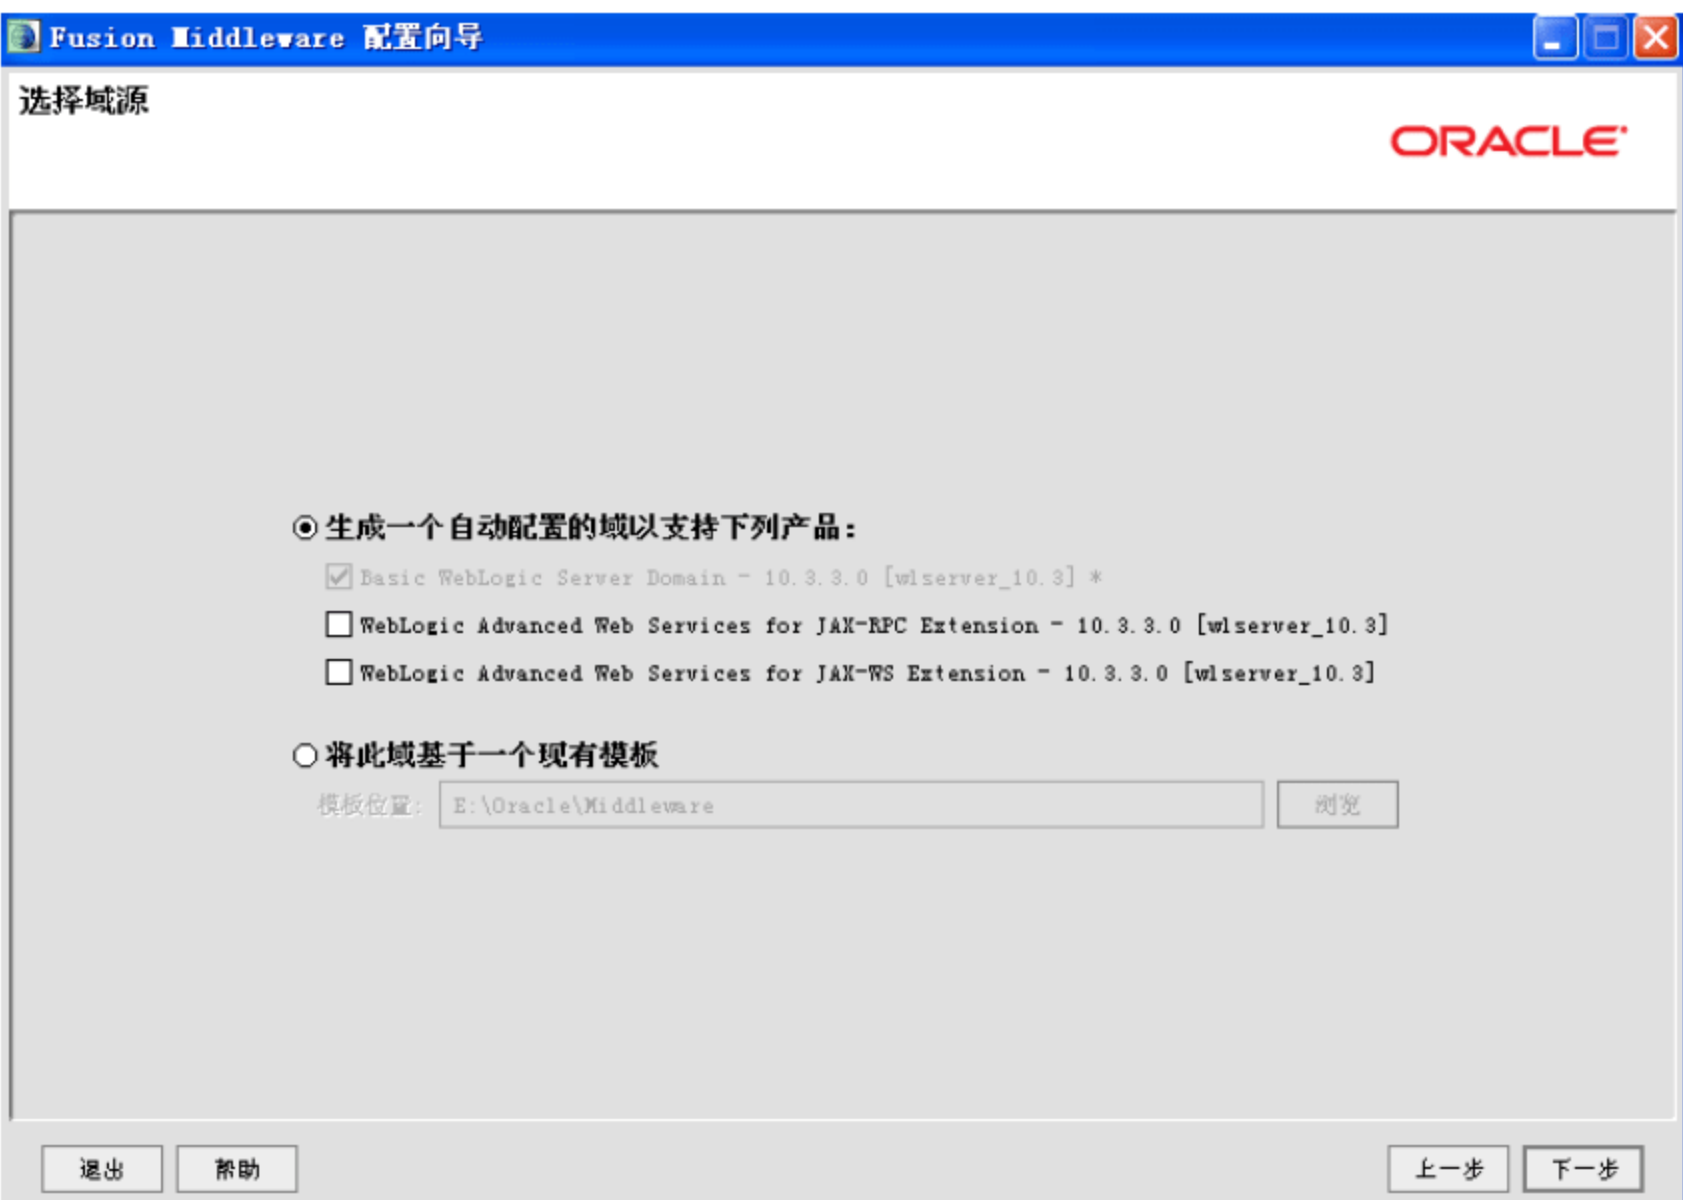 Fusion Middleware 配置向导
选择域源
ORACLE
生成一个自动配置的域以支持下列产品:
Basic WebLogic Server Domain - 10.3.3.0 [wlserver_10.3] *
WebLogic Advanced Web Services for JAX-RPC Extension - 10.3.3.0 [wlserver_10.3]
WebLogic Advanced Web Services for JAX-WS Extension - 10.3.3.0 [wlserver_10.3]
将此域基于一个现有模板
模板位置: E:\Oracle\Middleware 浏览
退出 帮助 上一步 下一步